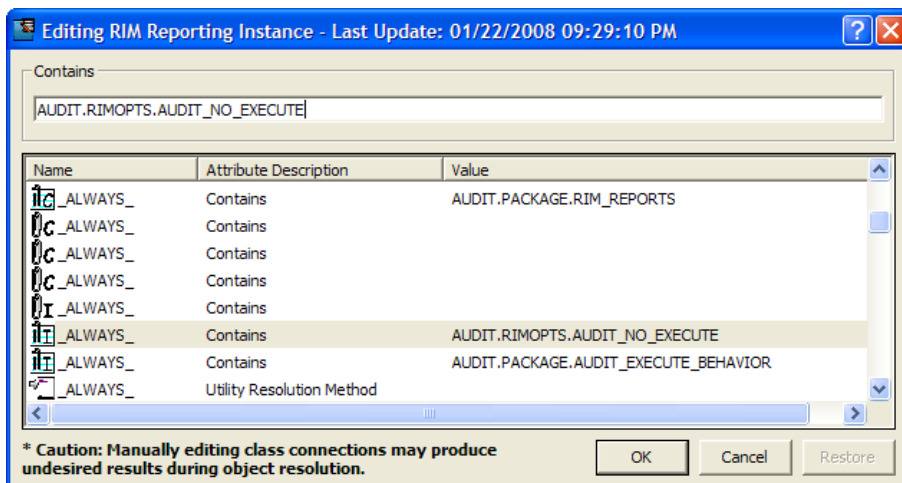 Editing RIM Reporting Instance - Last Update: 01/22/2008 09:29:10 PM
Contains
AUDIT.RIMOPTS.AUDIT_NO_EXECUTE
Name Attribute Description Value
_ALWAYS_ Contains AUDIT.PACKAGE.RIM_REPORTS
_ALWAYS_ Contains
_ALWAYS_ Contains
_ALWAYS_ Contains
_ALWAYS_ Contains AUDIT.RIMOPTS.AUDIT_NO_EXECUTE
_ALWAYS_ Contains AUDIT.PACKAGE.AUDIT_EXECUTE_BEHAVIOR
_ALWAYS_ Utility Resolution Method
* Caution: Manually editing class connections may produce
undesired results during object resolution.
OK Cancel Restore